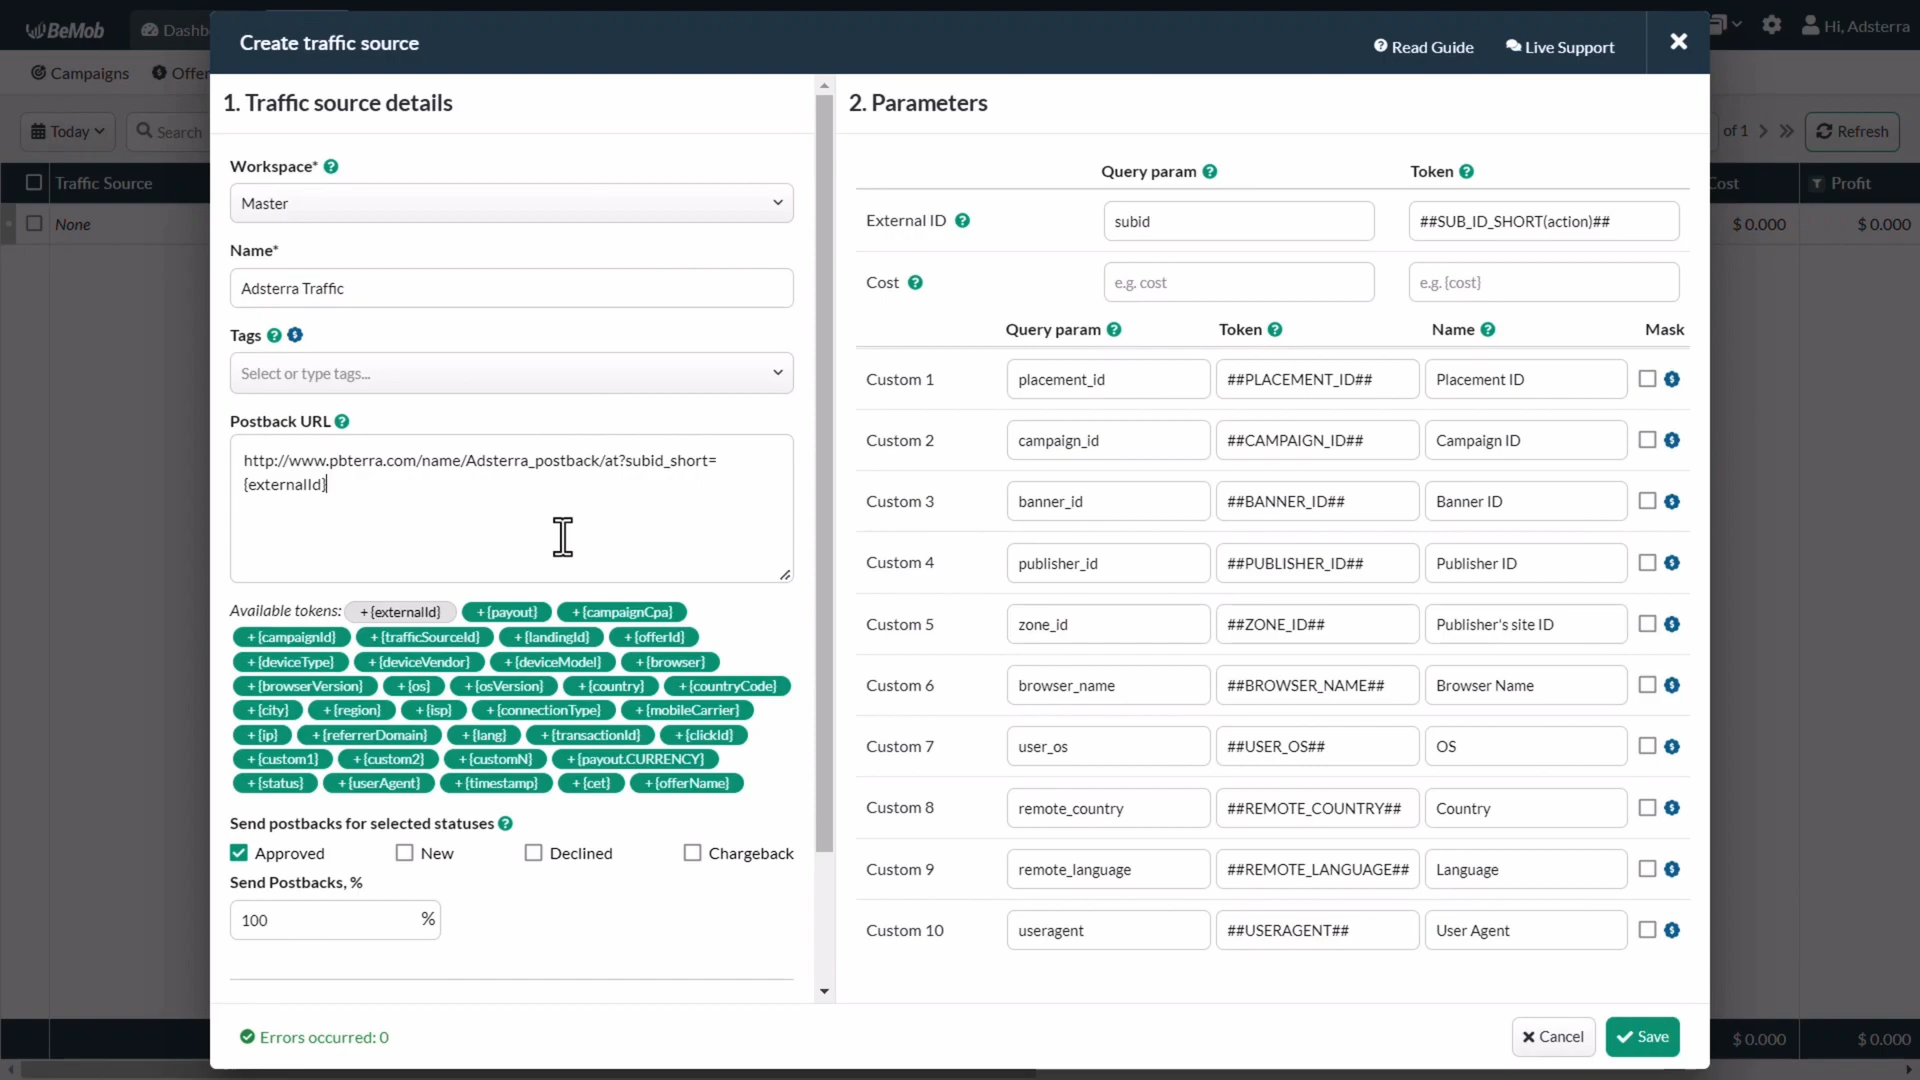 BeMob
Dashb
Hi, Adsterra
Create traffic source
Read Guide
Live Support
Campaigns
Offer
1. Traffic source details
2. Parameters
Today
Search
of 1
Refresh
Workspace*
Master
Query param
Token
Traffic Source
Cost
Profit
External ID
subid
##SUB_ID_SHORT(action)##
None
$ 0.000
$ 0.000
Name*
Adsterra Traffic
Cost
e.g. cost
e.g. {cost}
Tags
Select or type tags...
Query param
Token
Name
Mask
Custom 1
placement_id
##PLACEMENT_ID##
Placement ID
Postback URL
http://www.pbterra.com/name/Adsterra_postback/at?subid_short=
{externalId}
Custom 2
campaign_id
##CAMPAIGN_ID##
Campaign ID
Custom 3
banner_id
##BANNER_ID##
Banner ID
Custom 4
publisher_id
##PUBLISHER_ID##
Publisher ID
Available tokens: +{externalId} +{payout} +{campaignCpa}
+{campaignId} +{trafficSourceId} +{landingId} +{offerId}
+{deviceType} +{deviceVendor} +{deviceModel} +{browser}
+{browserVersion} +{os} +{osVersion} +{country} +{countryCode}
+{city} +{region} +{isp} +{connectionType} +{mobileCarrier}
+{ip} +{referrerDomain} +{lang} +{transactionId} +{clickId}
+{custom1} +{custom2} +{customN} +{payout.CURRENCY}
+{status} +{userAgent} +{timestamp} +{cet} +{offerName}
Custom 5
zone_id
##ZONE_ID##
Publisher's site ID
Custom 6
browser_name
##BROWSER_NAME##
Browser Name
Custom 7
user_os
##USER_OS##
OS
Custom 8
remote_country
##REMOTE_COUNTRY##
Country
Send postbacks for selected statuses
Approved
New
Declined
Chargeback
Send Postbacks, %
100
%
Custom 9
remote_language
##REMOTE_LANGUAGE##
Language
Custom 10
useragent
##USERAGENT##
User Agent
Errors occurred: 0
Cancel
Save
$ 0.000
$ 0.000